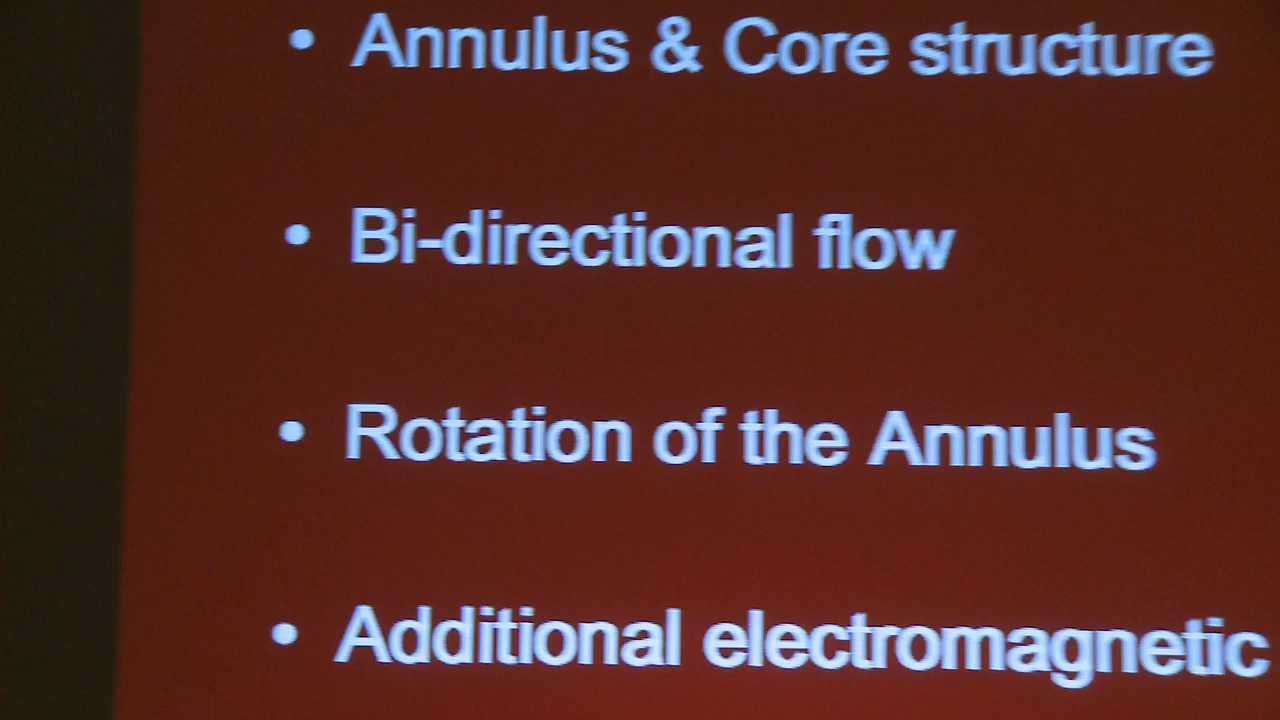 • Annulus & Core structure
• Bi-directional flow
• Rotation of the Annulus
• Additional electromagnetic